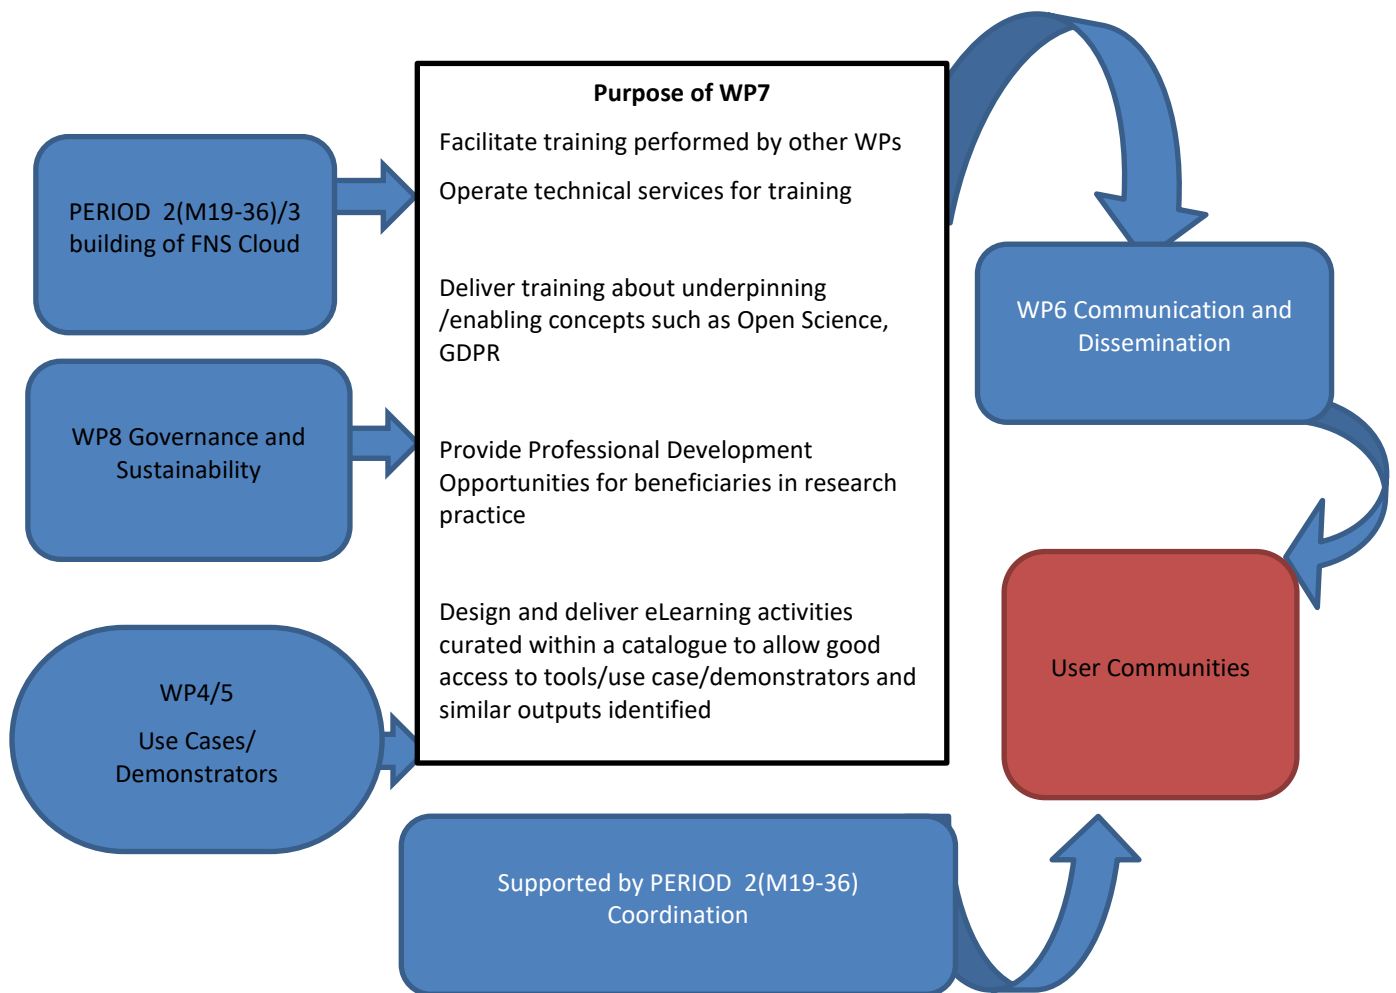 Purpose of WP7
Facilitate training performed by other WPs
Operate technical services for training
Deliver training about underpinning
/enabling concepts such as Open Science,
GDPR
Provide Professional Development
Opportunities for beneficiaries in research
practice
Design and deliver eLearning activities
curated within a catalogue to allow good
access to tools/use case/demonstrators and
similar outputs identified
PERIOD  2(M19-36)/3
building of FNS Cloud
WP8 Governance and
Sustainability
WP4/5
Use Cases/
Demonstrators
WP6 Communication and
Dissemination
User Communities
Supported by PERIOD  2(M19-36)
Coordination